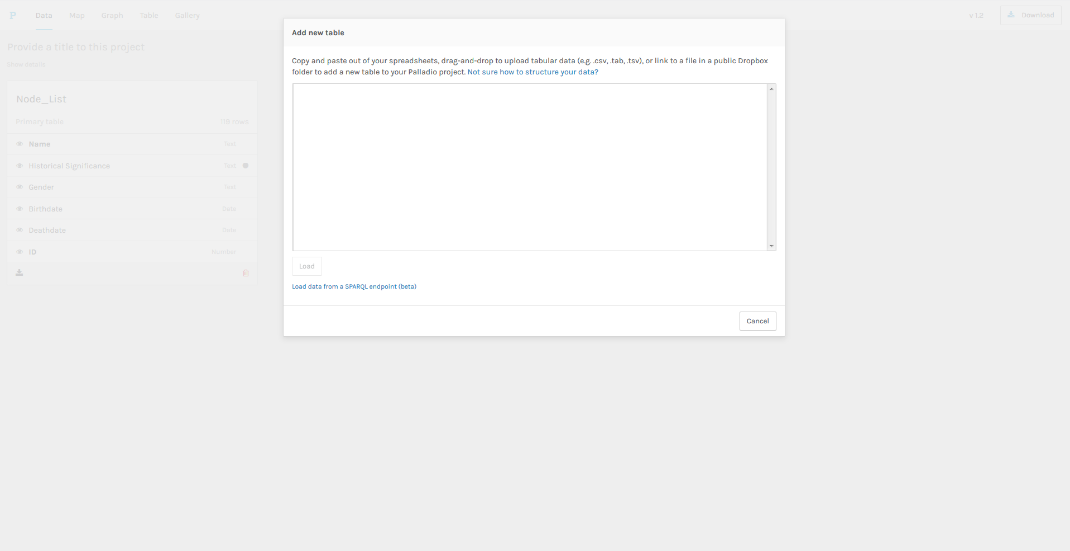 P Data Map Graph Table Gallery v 1.2 Download
Provide a title to this project
Add new table
Copy and paste out of your spreadsheets, drag-and-drop to upload tabular data (e.g. .csv, .tab, .tsv), or link to a file in a public Dropbox
folder to add a new table to your Palladio project. Not sure how to structure your data?
Node_List
Primary table
Name Text
Historical Significance Text
Gender Text
Birthdate Date
Deathdate Date
ID Number
Load
Load data from a SPARQL endpoint (beta)
Cancel